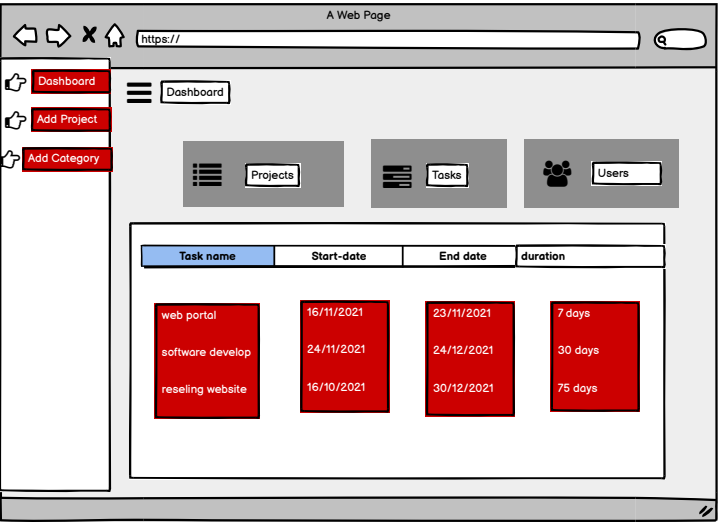 A Web Page
https://
Dashboard
Add Project
Add Category
Dashboard
Projects
Tasks
Users
Task name Start-date End date duration
web portal 16/11/2021 23/11/2021 7 days
software develop 24/11/2021 24/12/2021 30 days
reseling website 16/10/2021 30/12/2021 75 days